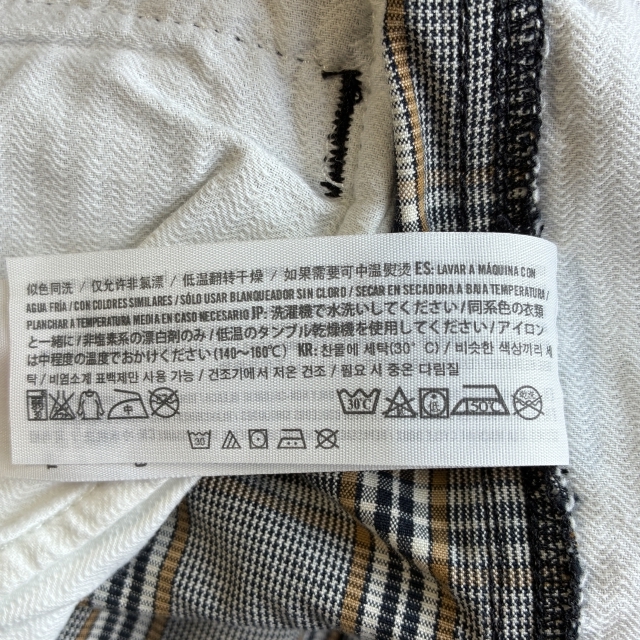 似色同洗 / 仅允许非氯漂 / 低温翻转干燥 / 如果需要可中温熨烫 ES: LAVAR A MÁQUINA CON
AGUA FRÍA / CON COLORES SIMILARES / SÓLO USAR BLANQUEADOR SIN CLORO / SECAR EN SECADORA A BAJA TEMPERATURA /
PLANCHAR A TEMPERATURA MEDIA EN CASO NECESARIO JP: 洗濯機で水洗いしてください / 同系色の衣類
と一緒に / 非塩素系の漂白剤のみ / 低温のタンブル乾燥機を使用してください / アイロン
は中程度の温度でおかけください (140~160℃) KR: 찬물에 세탁(30° C) / 비슷한 색상끼리 세
탁 / 비염소계 표백제만 사용 가능 / 건조기에서 저온 건조 / 필요 시 중온 다림질
中 30℃ 150℃
30